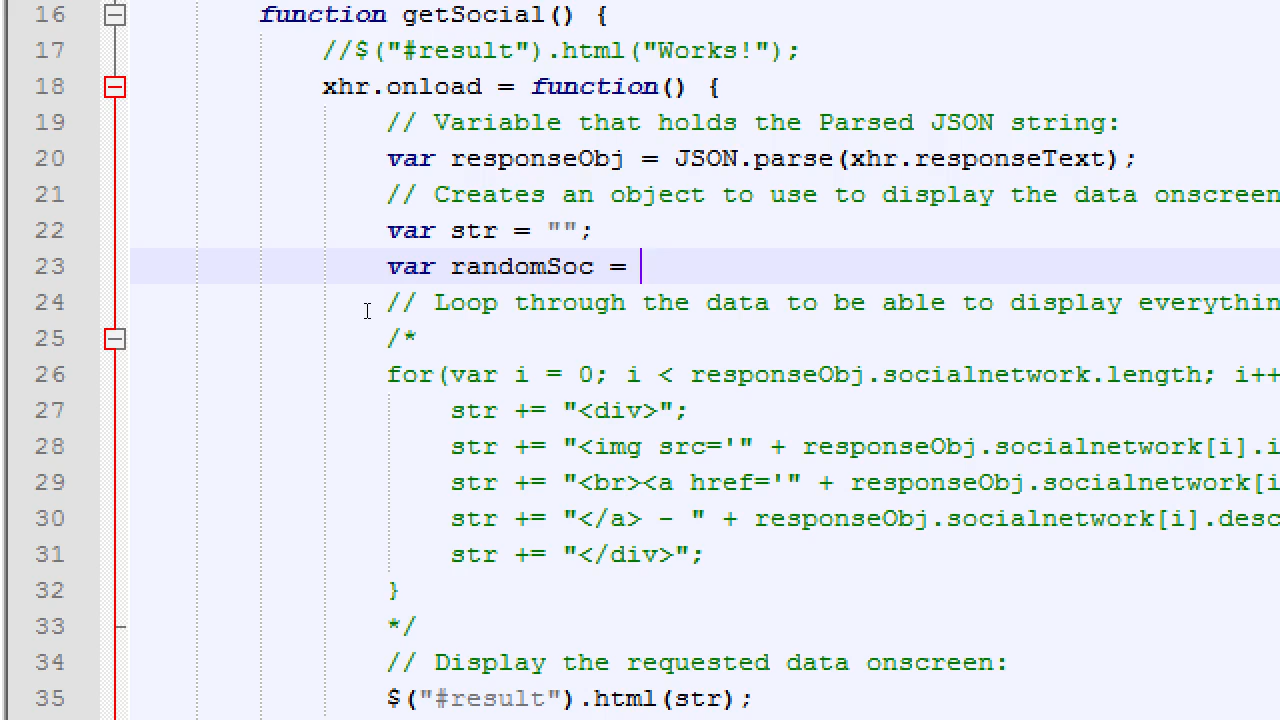 16 function getSocial() {
17 //$("#result").html("Works!");
18 xhr.onload = function() {
19 // Variable that holds the Parsed JSON string:
20 var responseObj = JSON.parse(xhr.responseText);
21 // Creates an object to use to display the data onscreen
22 var str = "";
23 var randomSoc =
24 // Loop through the data to be able to display everythin
25 /*
26 for(var i = 0; i < responseObj.socialnetwork.length; i++
27 str += "<div>";
28 str += "<img src='" + responseObj.socialnetwork[i].i
29 str += "<br><a href='" + responseObj.socialnetwork[i
30 str += "</a> - " + responseObj.socialnetwork[i].desc
31 str += "</div>";
32 }
33 */
34 // Display the requested data onscreen:
35 $("#result").html(str);